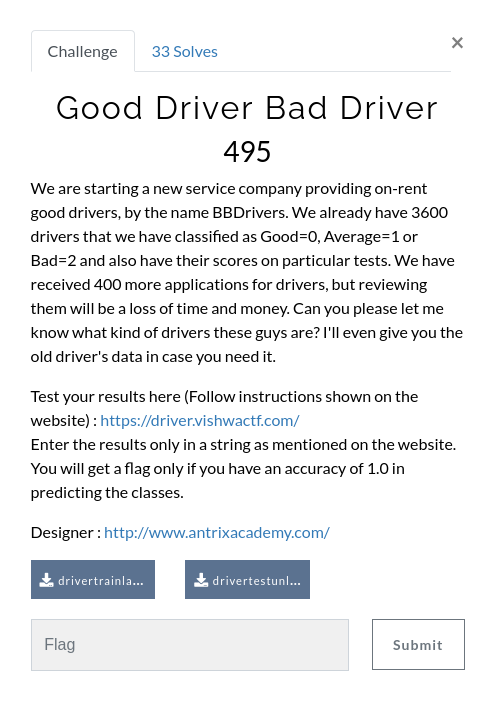 Challenge
33 Solves
×
Good Driver Bad Driver
495
We are starting a new service company providing on-rent
good drivers, by the name BBDrivers. We already have 3600
drivers that we have classified as Good=0, Average=1 or
Bad=2 and also have their scores on particular tests. We have
received 400 more applications for drivers, but reviewing
them will be a loss of time and money. Can you please let me
know what kind of drivers these guys are? I'll even give you the
old driver's data in case you need it.
Test your results here (Follow instructions shown on the
website) : https://driver.vishwactf.com/
Enter the results only in a string as mentioned on the website.
You will get a flag only if you have an accuracy of 1.0 in
predicting the classes.
Designer : http://www.antrixacademy.com/
drivertrainla...
drivertestunl...
Flag
Submit